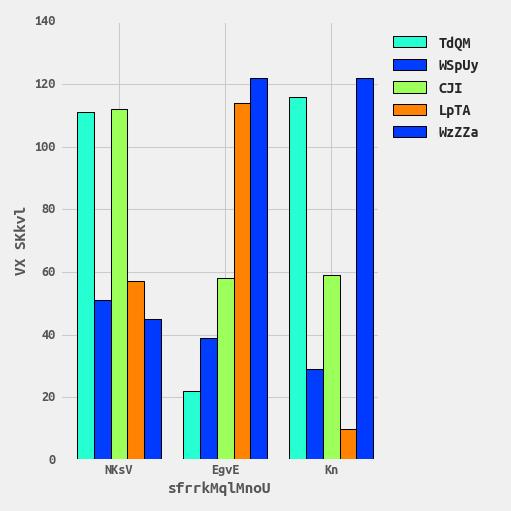 140
120
100
80
60
40
20
0
VX SKkvl
NKsV EgvE Kn
sfrrkMqlMnoU
TdQM
WSpUy
CJI
LpTA
WzZZa